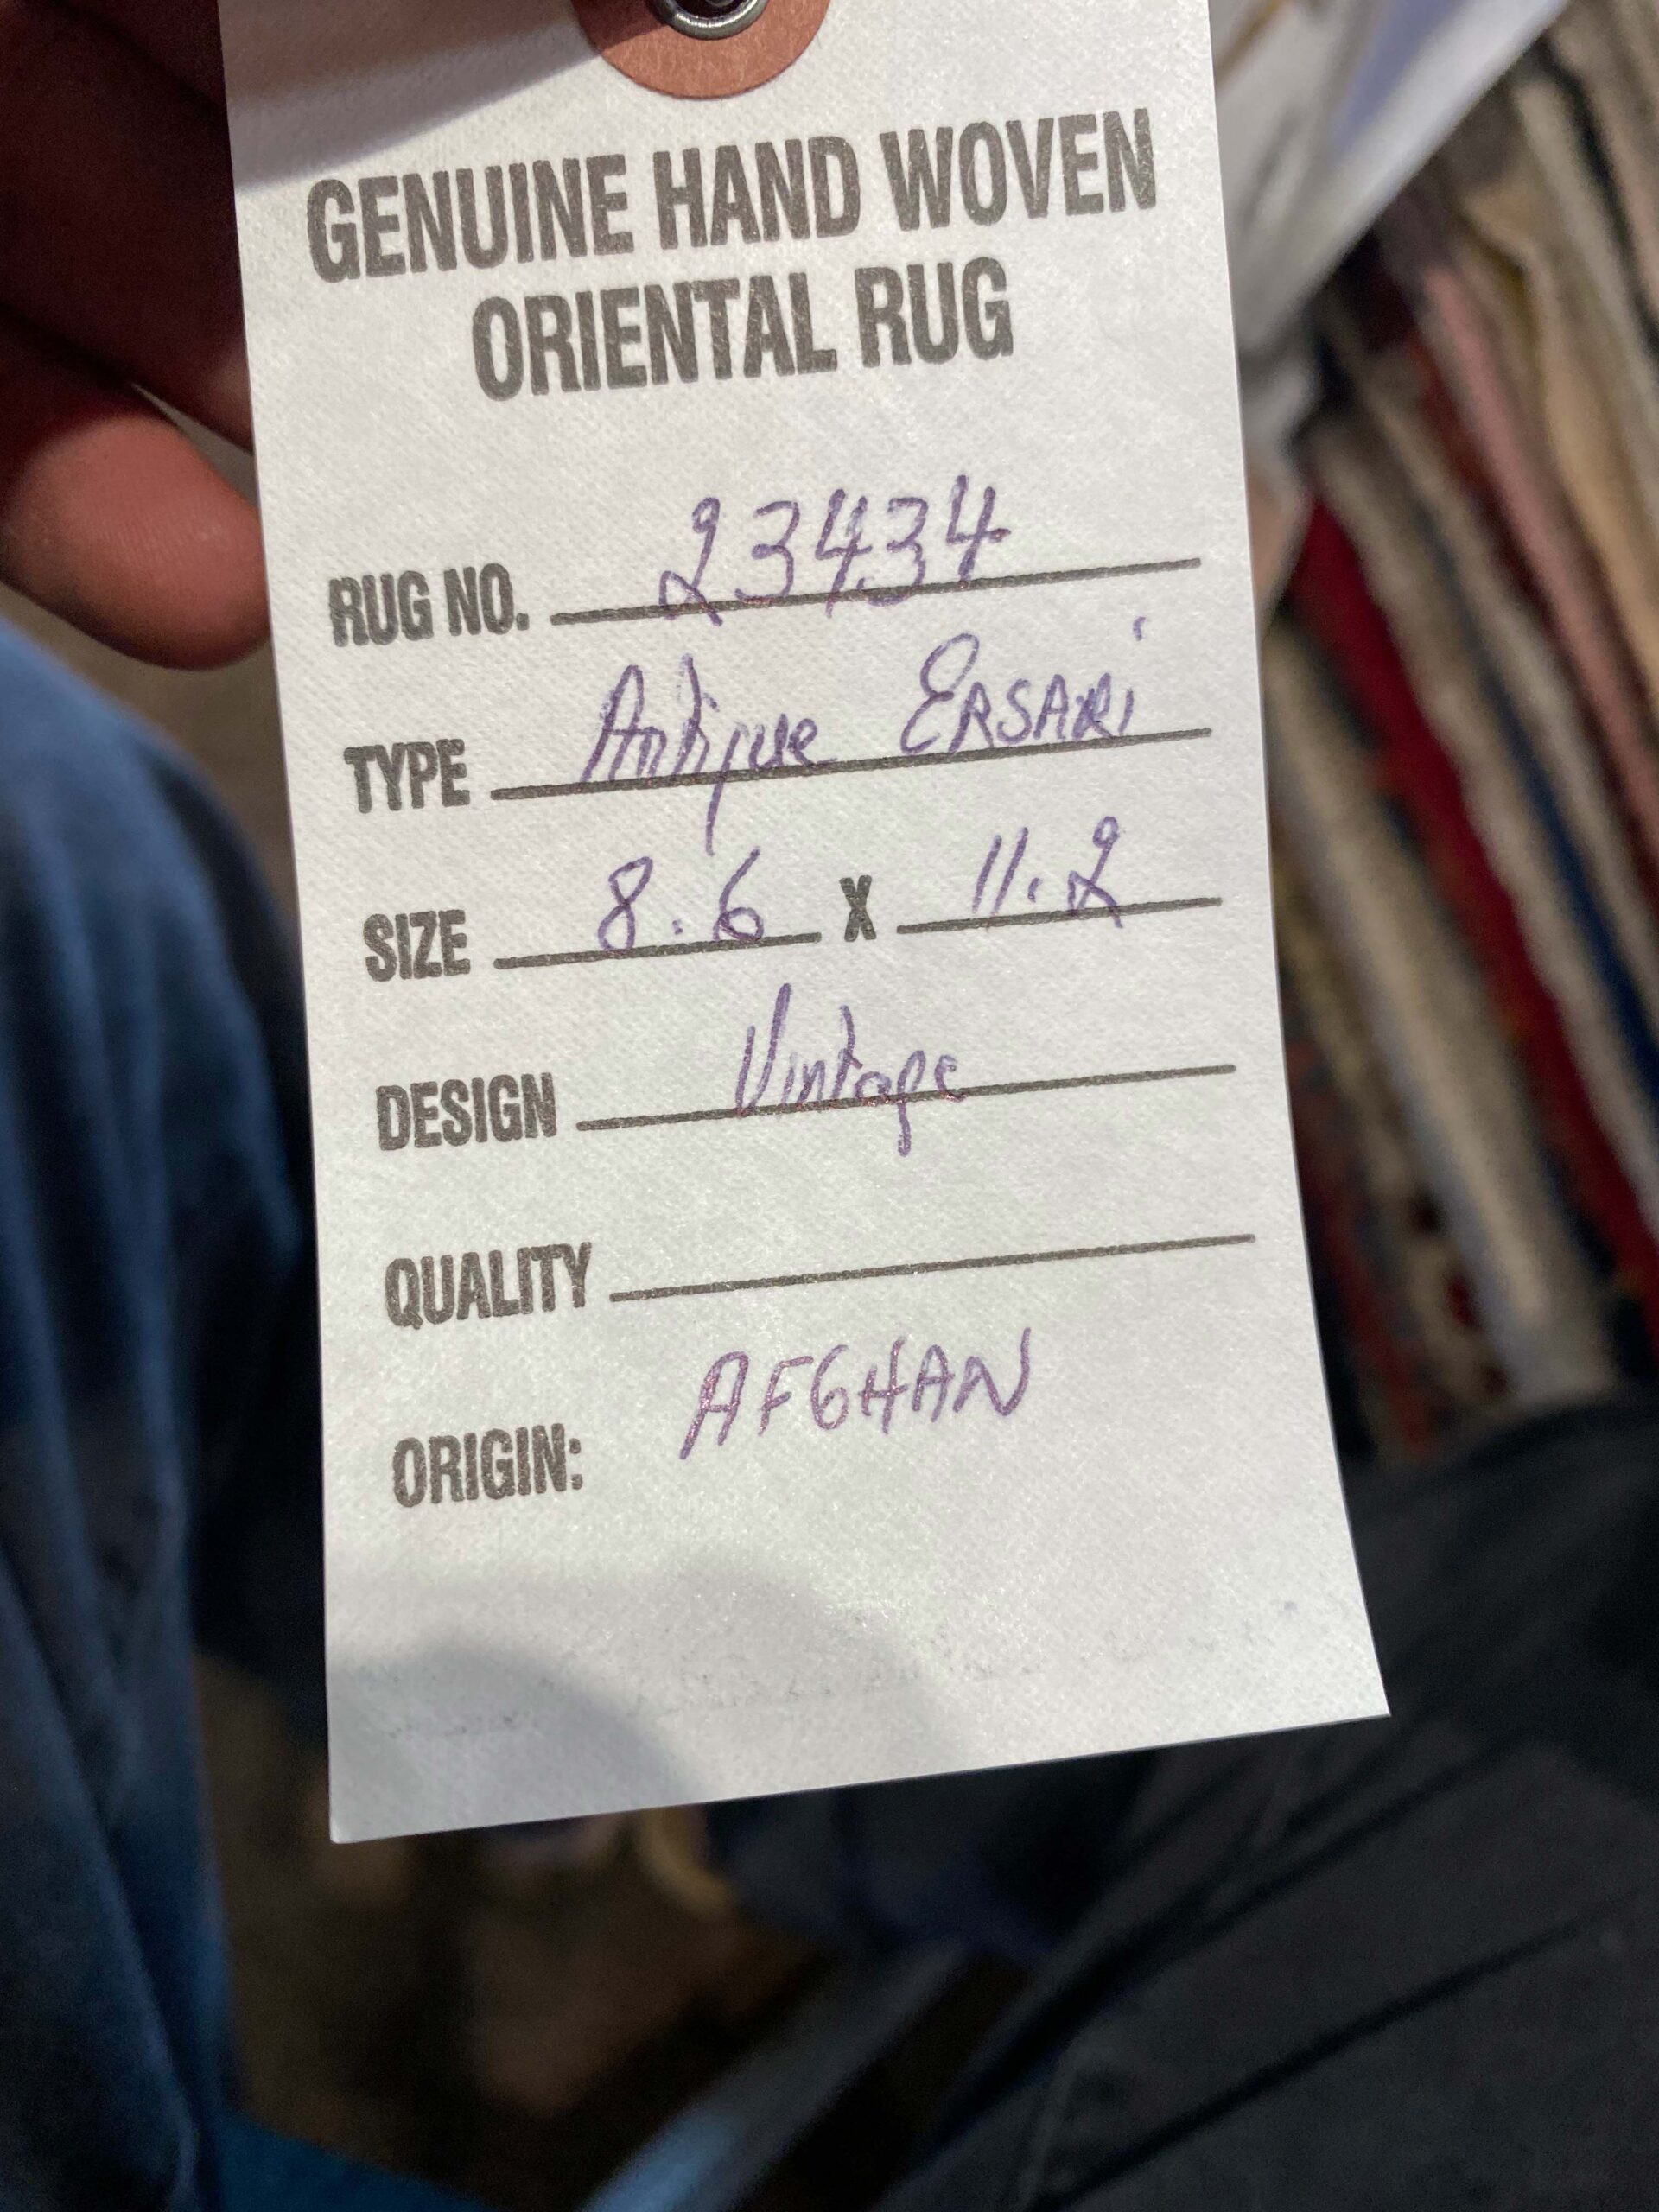 GENUINE HAND WOVEN
ORIENTAL RUG
RUG NO. 23434
TYPE Antique ERSARi
SIZE 8.6 X 11.2
DESIGN Vintage
QUALITY
ORIGIN: AFGHAN